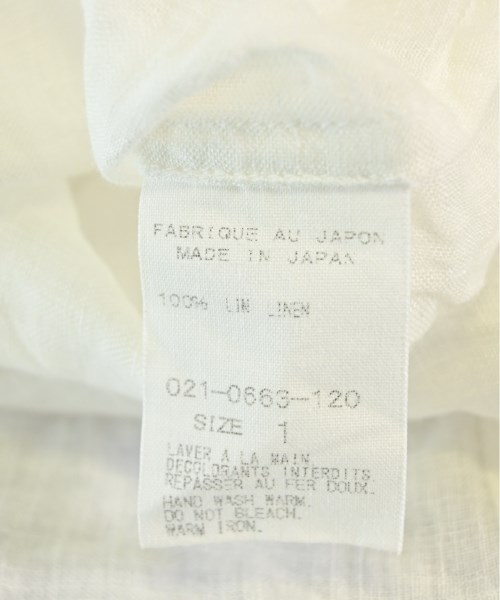 FABRIQUE AU JAPON
MADE IN JAPAN
100% LIN LINEN
021-0663-120
SIZE 1
LAVER A LA MAIN.
DECOLORANTS INTERDITS.
REPASSER AU FER DOUX.
HAND WASH WARM.
DO NOT BLEACH.
WARM IRON.